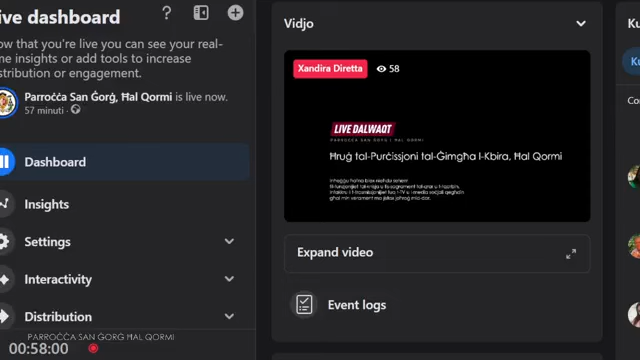 ive dashboard
ow that you're live you can see your real-
me insights or add tools to increase
stribution or engagement.
Parroċċa San Ġorġ, Ħal Qormi is live now.
57 minuti ·
Dashboard
Insights
Settings
Interactivity
Distribution
PARROĊĊA SAN ĠORĠ ĦAL QORMI
00:58:00
Vidjo
Xandira Diretta 58
LIVE DALWAQT
PARROĊĊA SAN ĠORĠ | ĦAL QORMI
Ħruġ tal-Purċissjoni tal-Ġimgħa l-Kbira, Ħal Qormi
Expand video
Event logs
Ku
Ku
Co